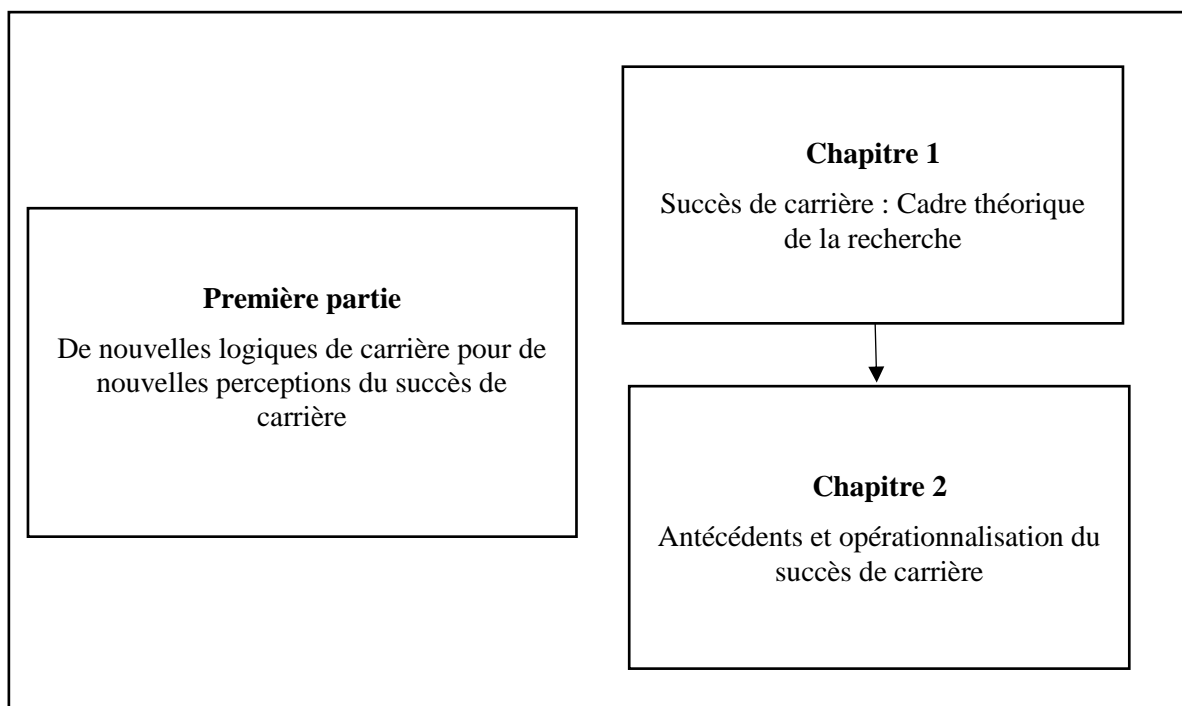 Première partie
De nouvelles logiques de carrière pour de
nouvelles perceptions du succès de
carrière
Chapitre 1
Succès de carrière : Cadre théorique
de la recherche
Chapitre 2
Antécédents et opérationnalisation du
succès de carrière